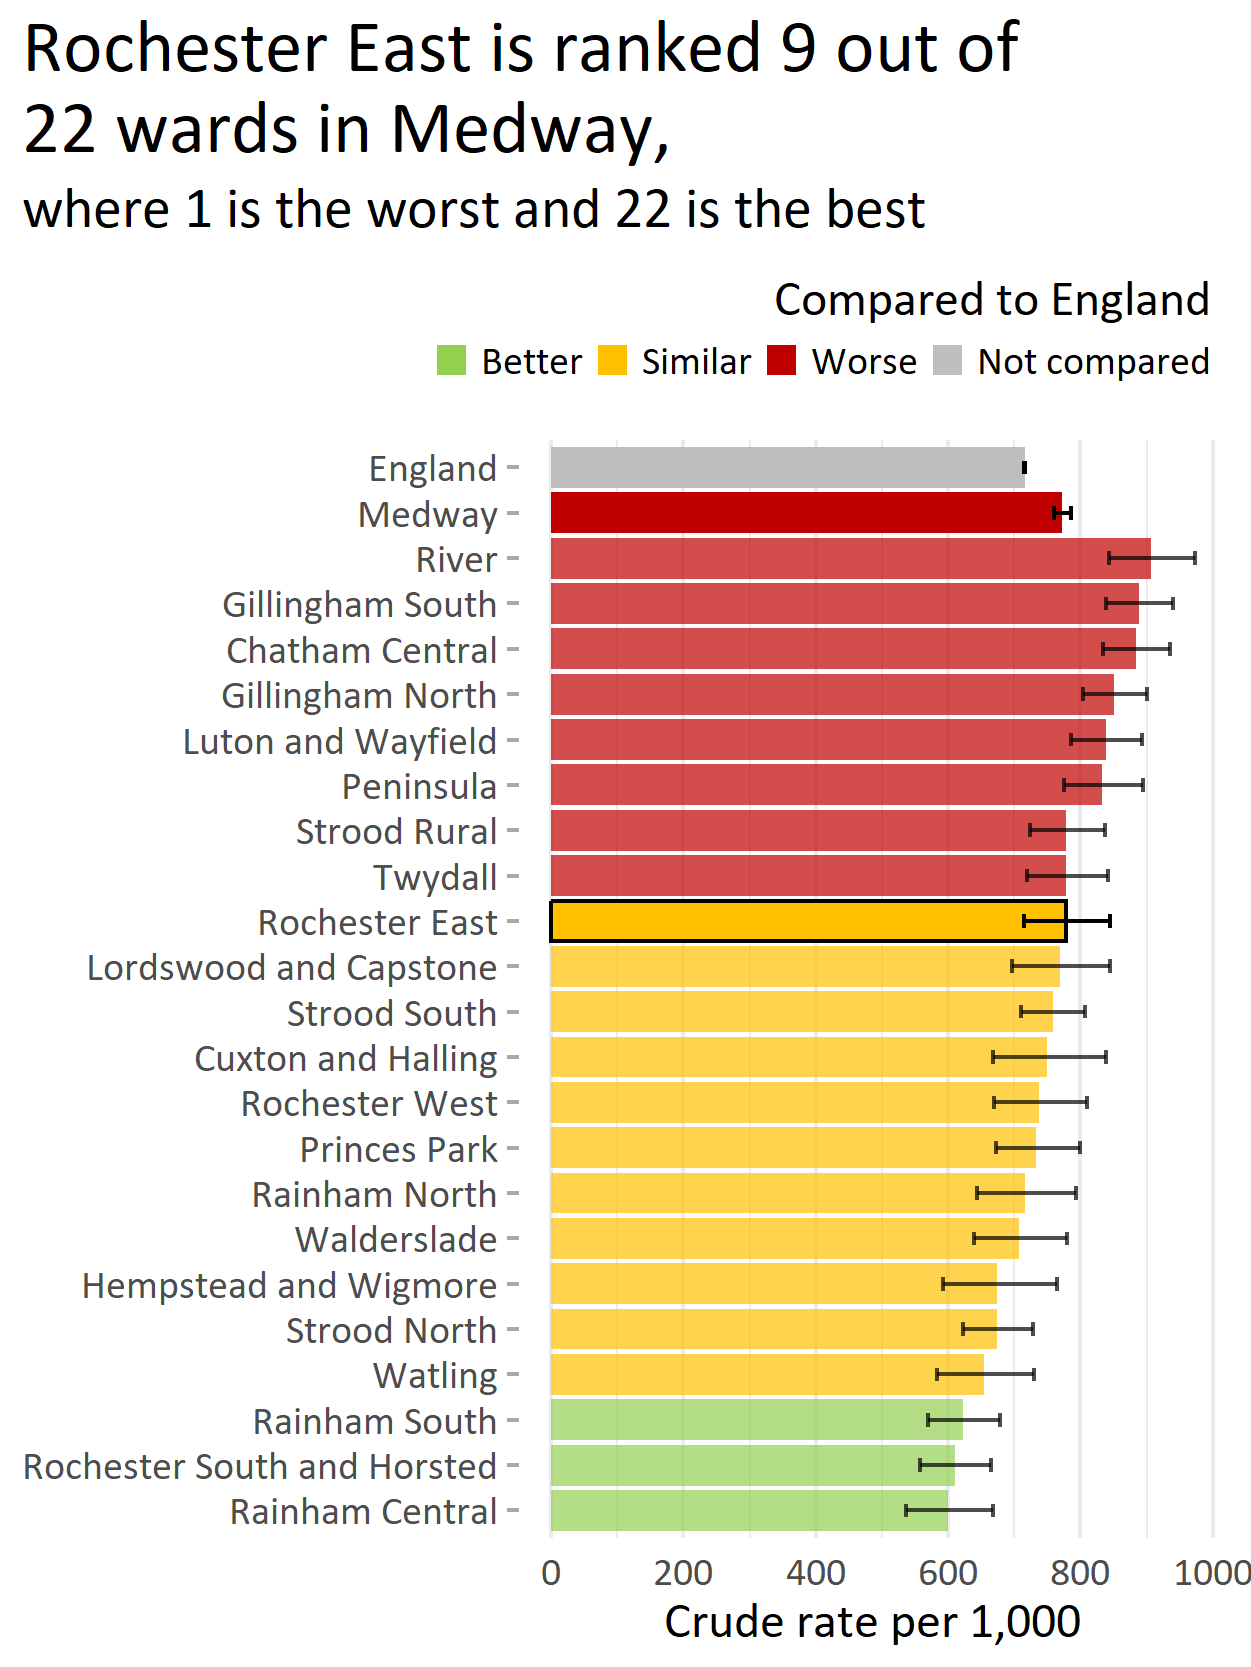 Rochester East is ranked 9 out of
22 wards in Medway,
where 1 is the worst and 22 is the best
Compared to England
Better Similar Worse Not compared
England
Medway
River
Gillingham South
Chatham Central
Gillingham North
Luton and Wayfield
Peninsula
Strood Rural
Twydall
Rochester East
Lordswood and Capstone
Strood South
Cuxton and Halling
Rochester West
Princes Park
Rainham North
Walderslade
Hempstead and Wigmore
Strood North
Watling
Rainham South
Rochester South and Horsted
Rainham Central
0 200 400 600 800 1000
Crude rate per 1,000